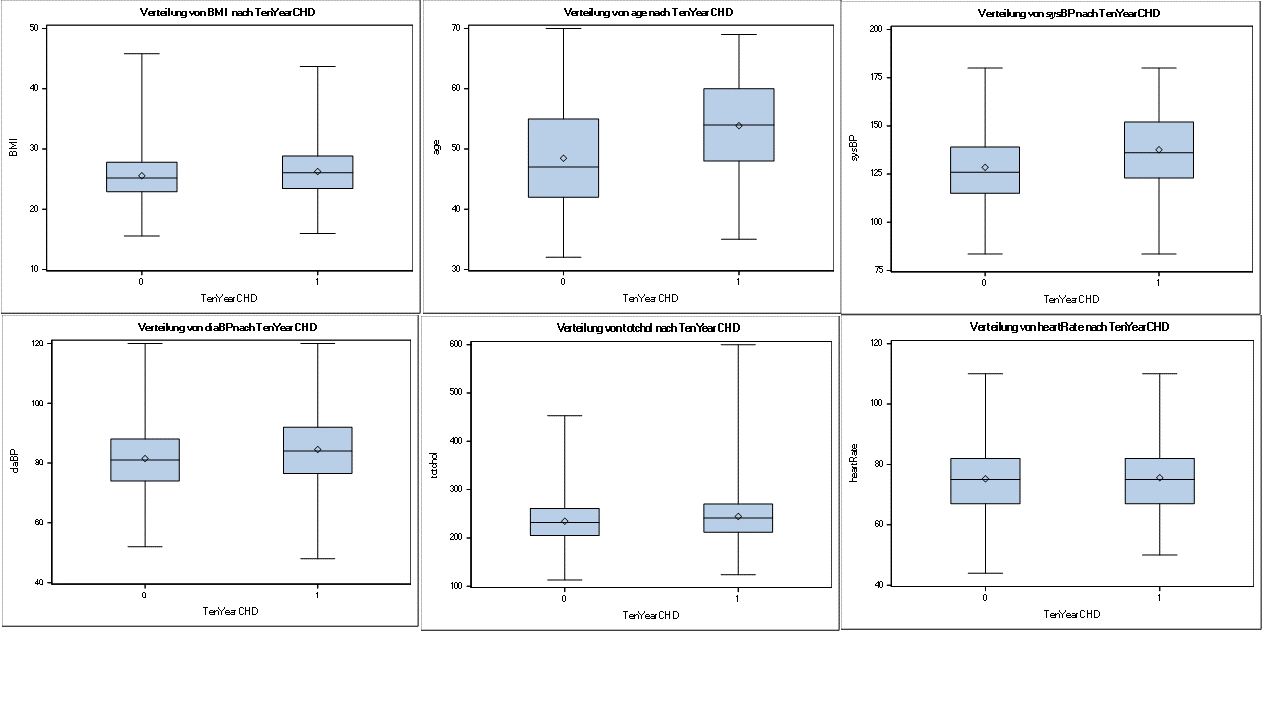 Verteilung von BMI nach TenYearCHD
50
40
30
20
10
BMI
0 1
TenYearCHD
Verteilung von age nach TenYearCHD
70
60
50
40
30
age
0 1
TenYearCHD
Verteilung von sysBP nach TenYearCHD
200
175
150
125
100
75
sysBP
0 1
TenYearCHD
Verteilung von diaBP nach TenYearCHD
120
100
80
60
40
diaBP
0 1
TenYearCHD
Verteilung von totchol nach TenYearCHD
600
500
400
300
200
100
totchol
0 1
TenYearCHD
Verteilung von heartRate nach TenYearCHD
120
100
80
60
40
heartRate
0 1
TenYearCHD